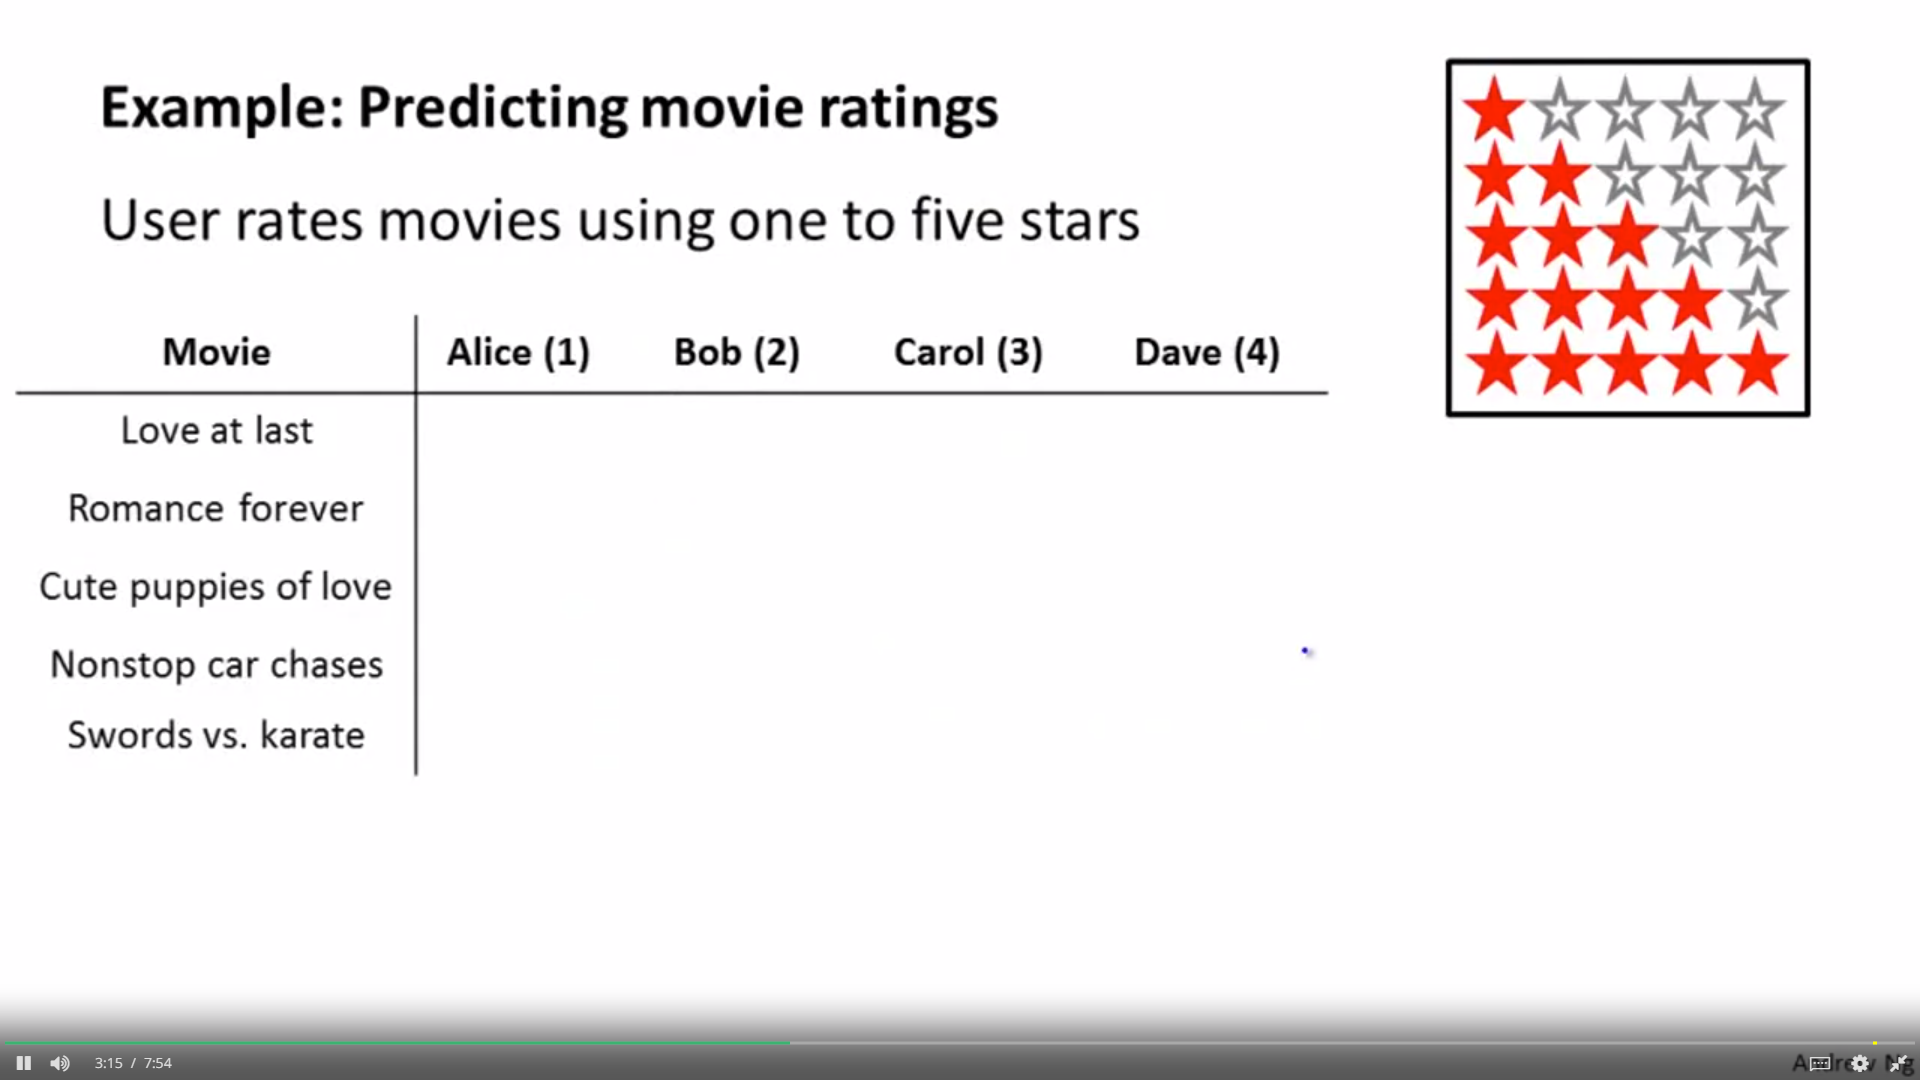 Example: Predicting movie ratings
User rates movies using one to five stars
Movie Alice (1) Bob (2) Carol (3) Dave (4)
Love at last
Romance forever
Cute puppies of love
Nonstop car chases
Swords vs. karate
3:15 / 7:54
Andrew Ng